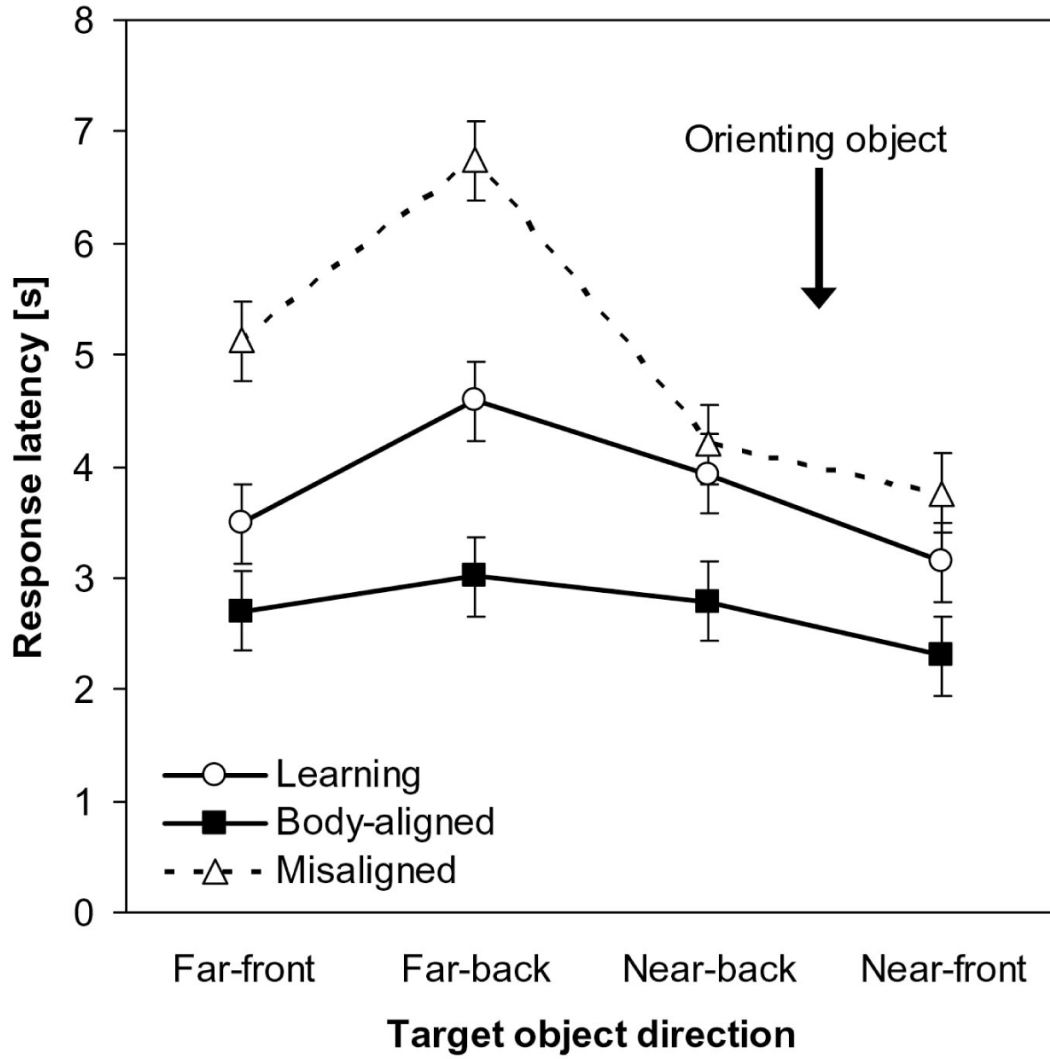 8
7
6
5
4
3
2
1
0
Response latency [s]
Orienting object
Learning
Body-aligned
Misaligned
Far-front
Far-back
Near-back
Near-front
Target object direction